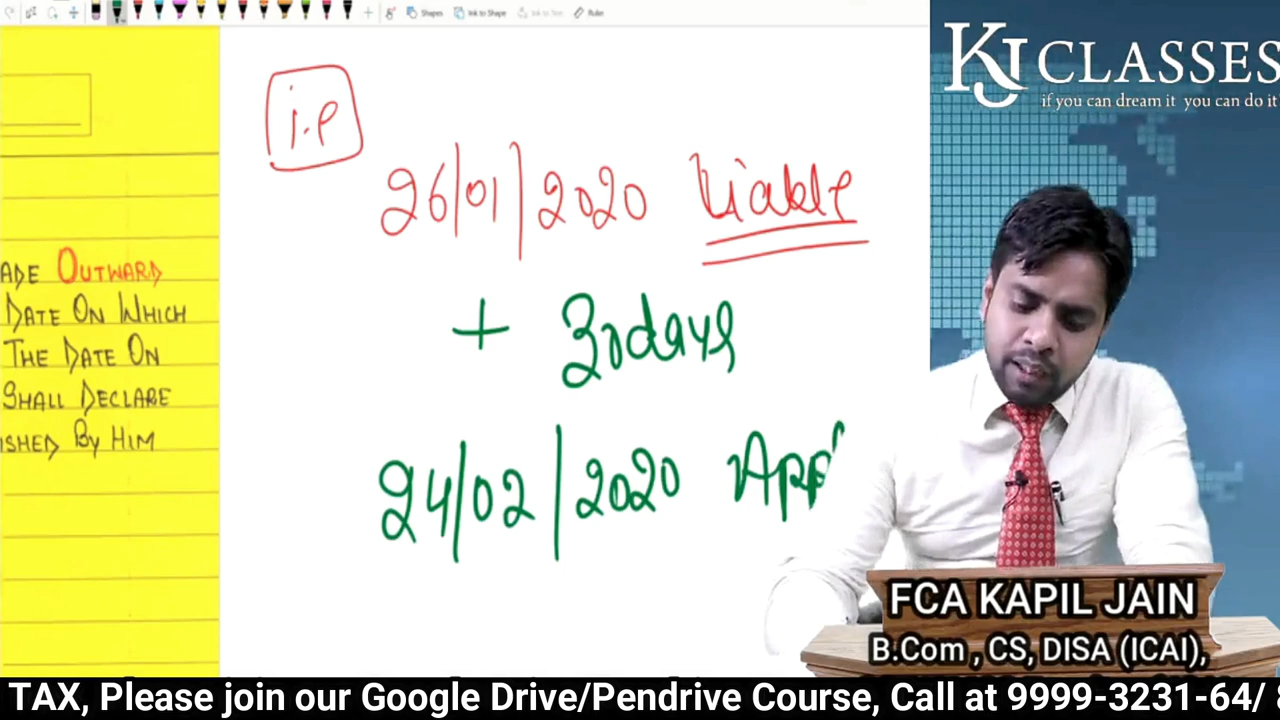 Shapes Ink to Shape Ink to Text Ruler
KJ CLASSES
if you can dream it you can do it
i.e
26/01/2020 Liable
+ 30days
24/02/2020 App
ADE OUTWARD
DATE ON WHICH
THE DATE ON
SHALL DECLARE
ISHED By HIM
FCA KAPIL JAIN
B.Com , CS, DISA (ICAI),
TAX, Please join our Google Drive/Pendrive Course, Call at 9999-3231-64/